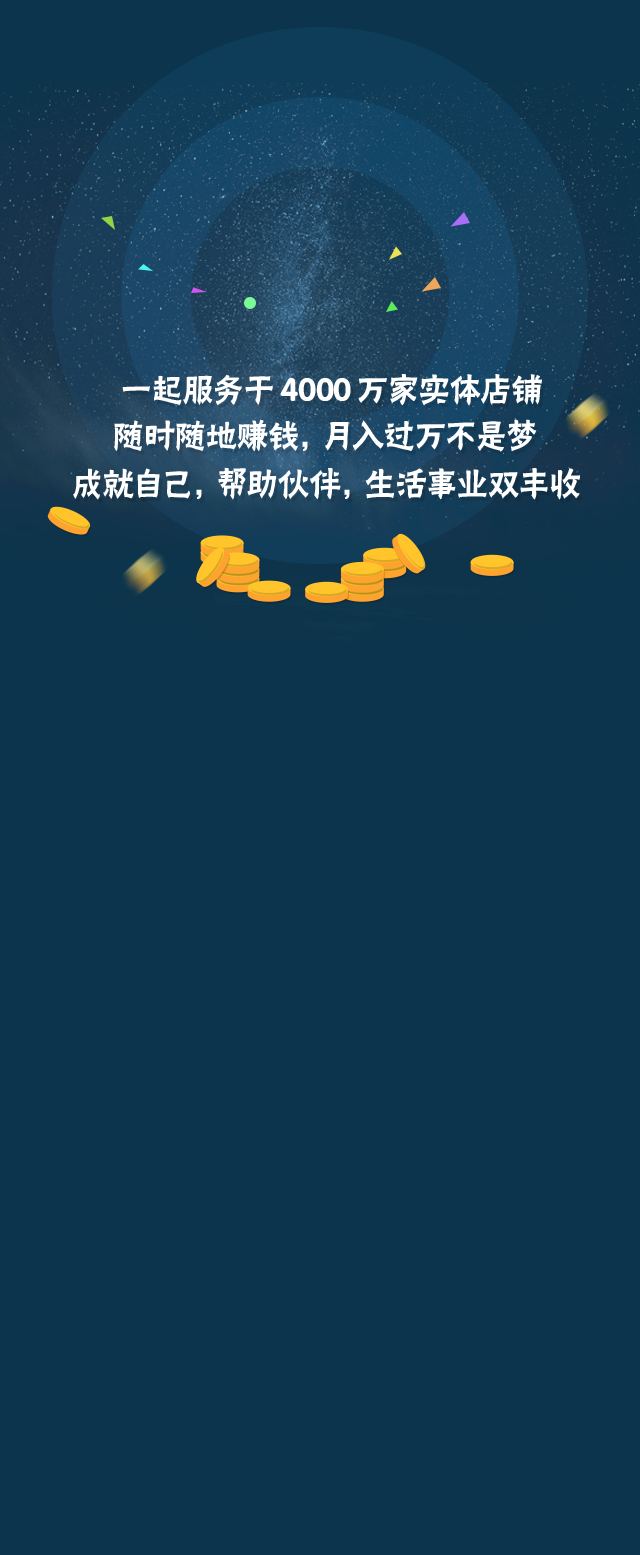 一起服务于 4000 万家实体店铺
随时随地赚钱, 月入过万不是梦
成就自己, 帮助伙伴, 生活事业双丰收